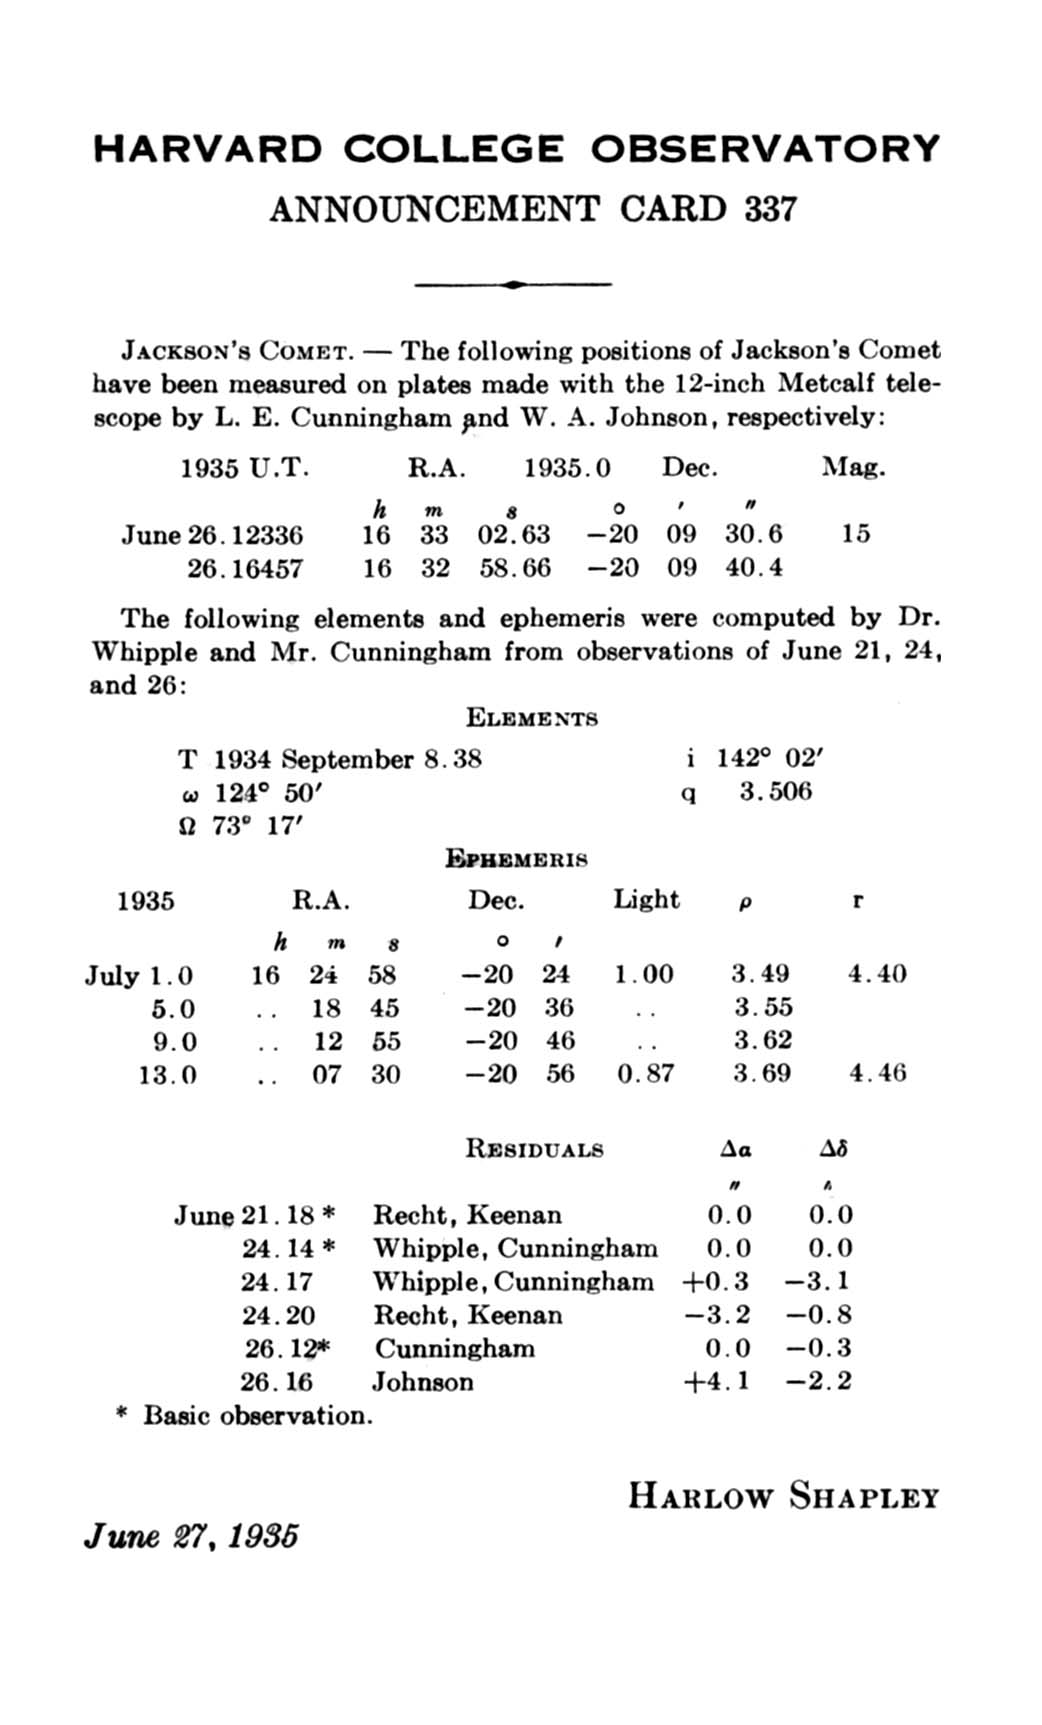 HARVARD COLLEGE OBSERVATORY
ANNOUNCEMENT CARD 337
JACKSON'S COMET. — The following positions of Jackson's Comet
have been measured on plates made with the 12-inch Metcalf tele-
scope by L. E. Cunningham and W. A. Johnson, respectively:
1935 U.T. R.A. 1935.0 Dec. Mag.
h m s ° ′ ″
June 26.12336 16 33 02.63 −20 09 30.6 15
26.16457 16 32 58.66 −20 09 40.4
The following elements and ephemeris were computed by Dr.
Whipple and Mr. Cunningham from observations of June 21, 24,
and 26:
ELEMENTS
T 1934 September 8.38 i 142° 02′
ω 124° 50′ q 3.506
Ω 73° 17′
EPHEMERIS
1935 R.A. Dec. Light ρ r
h m s ° ′
July 1.0 16 24 58 −20 24 1.00 3.49 4.40
5.0 .. 18 45 −20 36 .. 3.55
9.0 .. 12 55 −20 46 .. 3.62
13.0 .. 07 30 −20 56 0.87 3.69 4.46
RESIDUALS Δα Δδ
″ ″
June 21.18 * Recht, Keenan 0.0 0.0
24.14 * Whipple, Cunningham 0.0 0.0
24.17 Whipple, Cunningham +0.3 −3.1
24.20 Recht, Keenan −3.2 −0.8
26.12* Cunningham 0.0 −0.3
26.16 Johnson +4.1 −2.2
* Basic observation.
HARLOW SHAPLEY
June 27, 1935